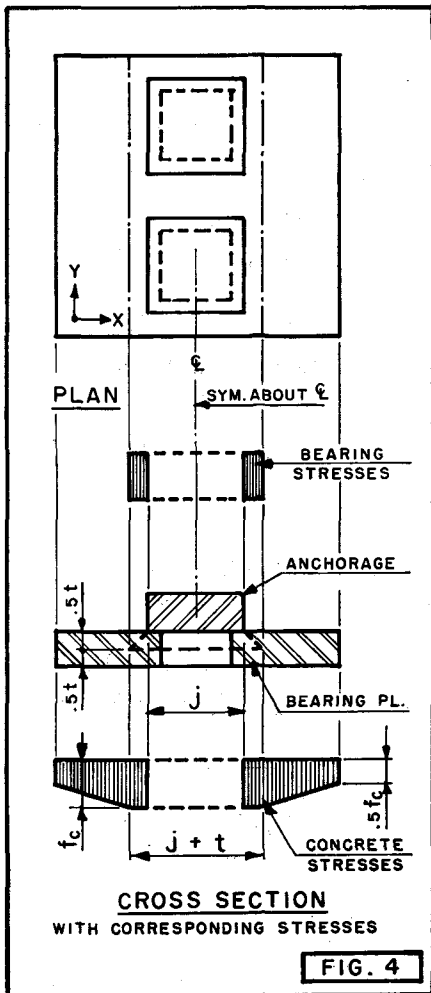 Y
X
℄
PLAN
SYM. ABOUT ℄
BEARING
STRESSES
ANCHORAGE
.5t
.5t
j
BEARING PL.
fc
.5fc
j + t
CONCRETE
STRESSES
CROSS SECTION
WITH CORRESPONDING STRESSES
FIG. 4